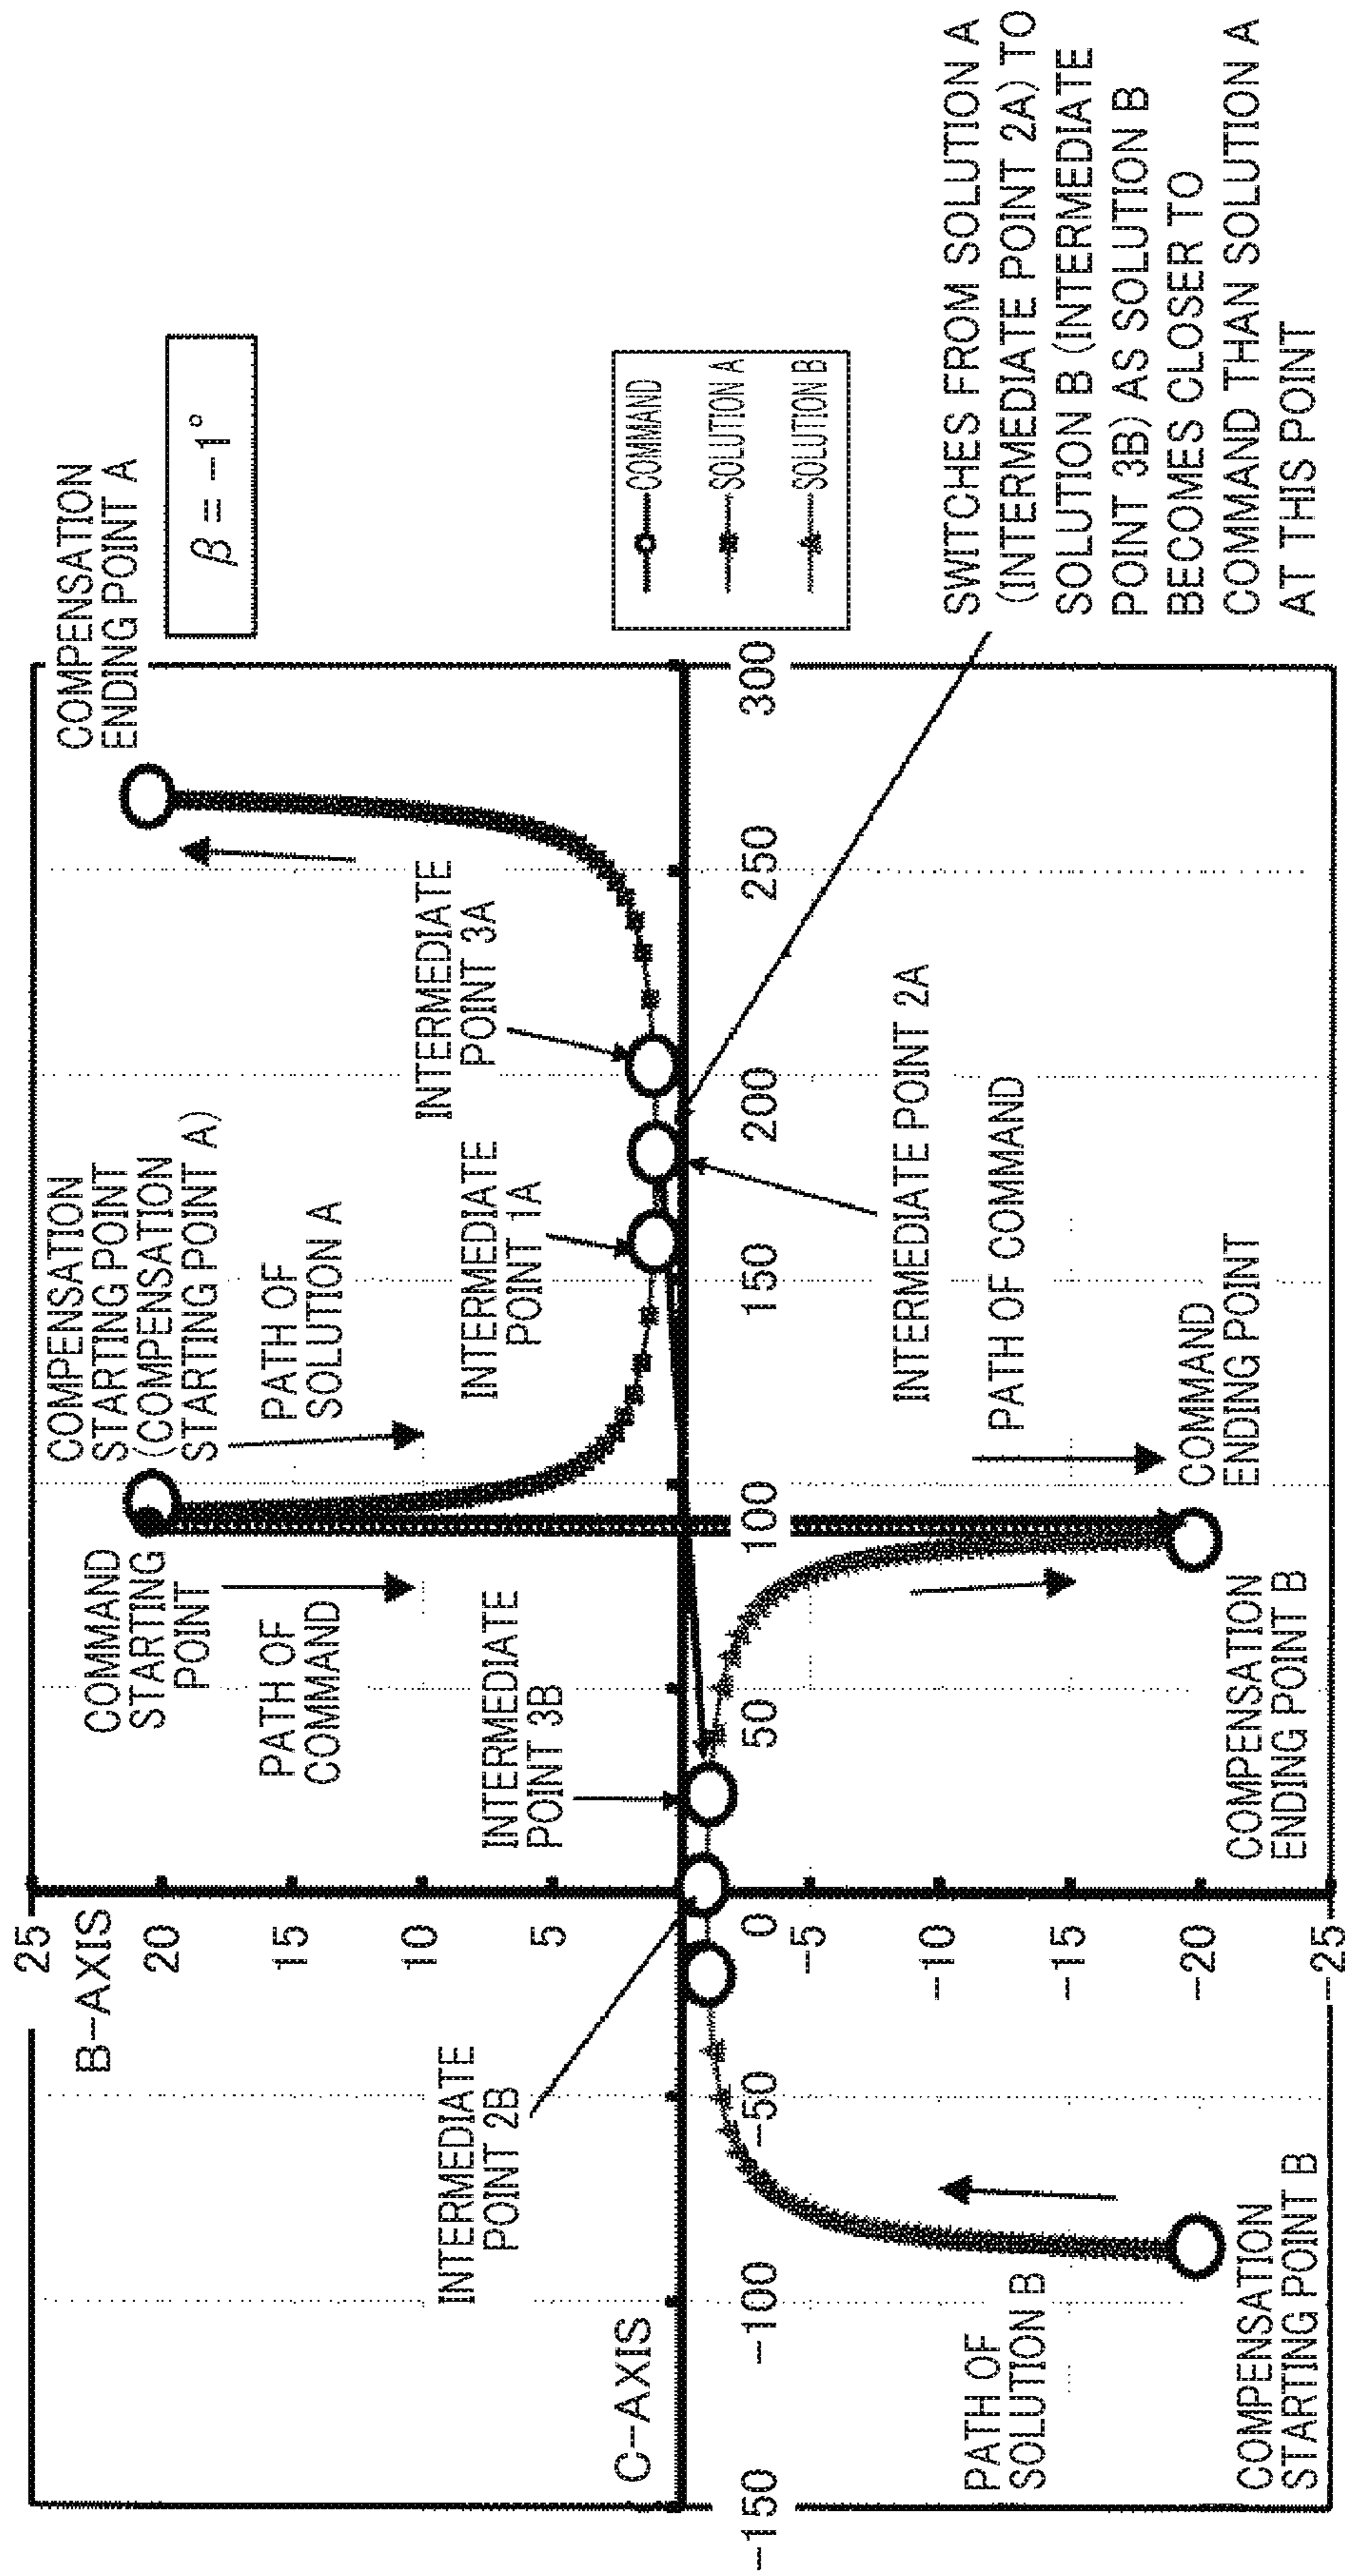 COMPENSATION
STARTING POINT
(COMPENSATION
STARTING POINT A)
COMPENSATION
ENDING POINT A
β = −1°
COMMAND
STARTING
POINT
PATH OF
COMMAND
PATH OF
SOLUTION A
INTERMEDIATE
POINT 3B
INTERMEDIATE
POINT 1A
INTERMEDIATE
POINT 3A
INTERMEDIATE
POINT 2B
B-AXIS
25
20
15
10
5
0
-5
-10
-15
-20
-25
C-AXIS
-150
-100
-50
50
100
150
200
250
300
COMMAND
SOLUTION A
SOLUTION B
INTERMEDIATE POINT 2A
PATH OF COMMAND
COMMAND
ENDING POINT
COMPENSATION
ENDING POINT B
PATH OF
SOLUTION B
COMPENSATION
STARTING POINT B
SWITCHES FROM SOLUTION A
(INTERMEDIATE POINT 2A) TO
SOLUTION B (INTERMEDIATE
POINT 3B) AS SOLUTION B
BECOMES CLOSER TO
COMMAND THAN SOLUTION A
AT THIS POINT